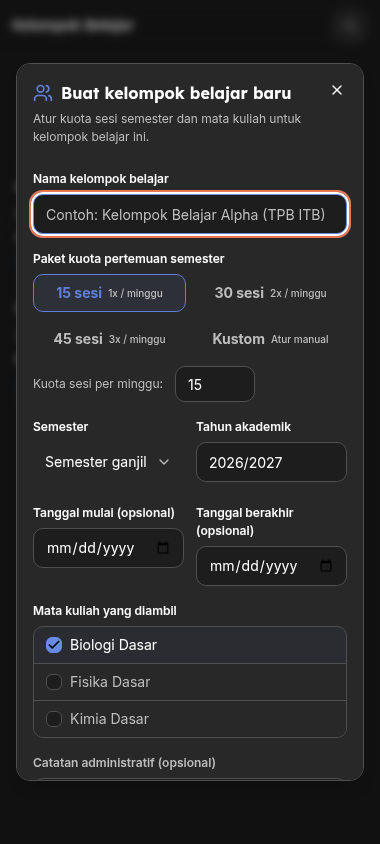 Kelompok Belajar
Buat kelompok belajar baru
Atur kuota sesi semester dan mata kuliah untuk
kelompok belajar ini.
Nama kelompok belajar
Contoh: Kelompok Belajar Alpha (TPB ITB)
Paket kuota pertemuan semester
15 sesi 1x / minggu
30 sesi 2x / minggu
45 sesi 3x / minggu
Kustom Atur manual
Kuota sesi per minggu: 15
Semester
Semester ganjil
Tahun akademik
2026/2027
Tanggal mulai (opsional)
mm/dd/yyyy
Tanggal berakhir
(opsional)
mm/dd/yyyy
Mata kuliah yang diambil
Biologi Dasar
Fisika Dasar
Kimia Dasar
Catatan administratif (opsional)